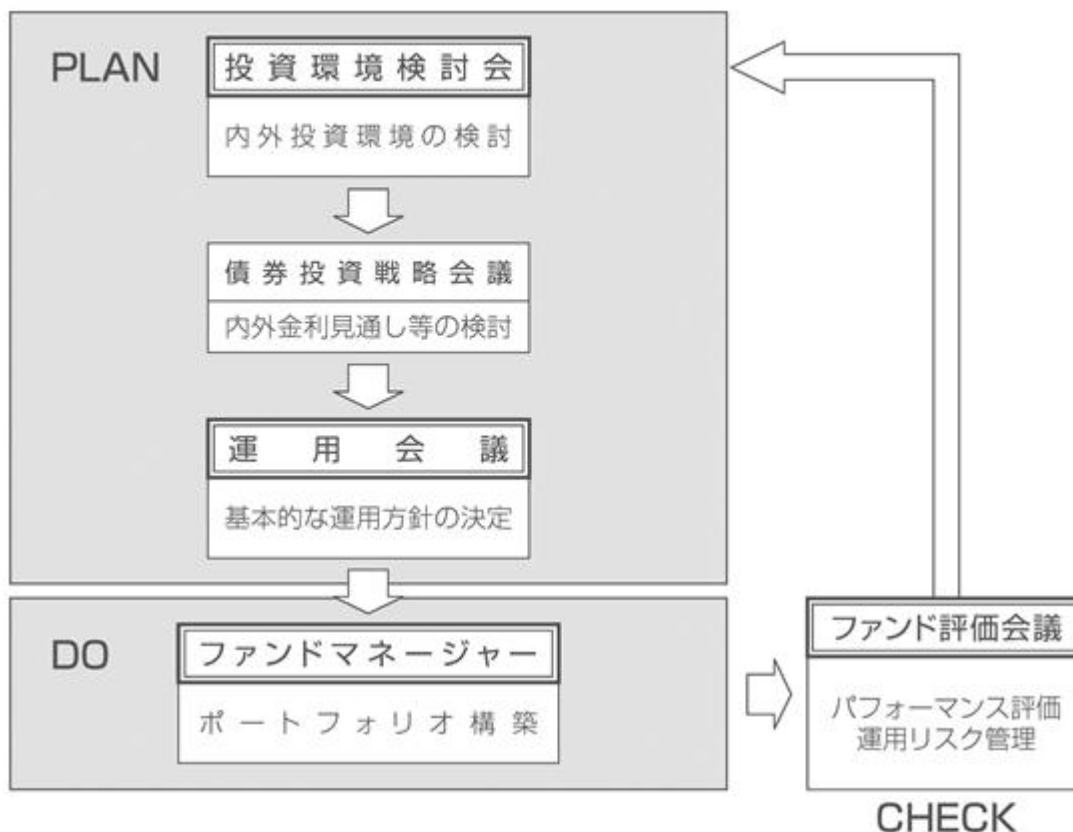 PLAN
投資環境検討会
内外投資環境の検討
債券投資戦略会議
内外金利見通し等の検討
運用会議
基本的な運用方針の決定
DO
ファンドマネージャー
ポートフォリオ構築
ファンド評価会議
パフォーマンス評価
運用リスク管理
CHECK